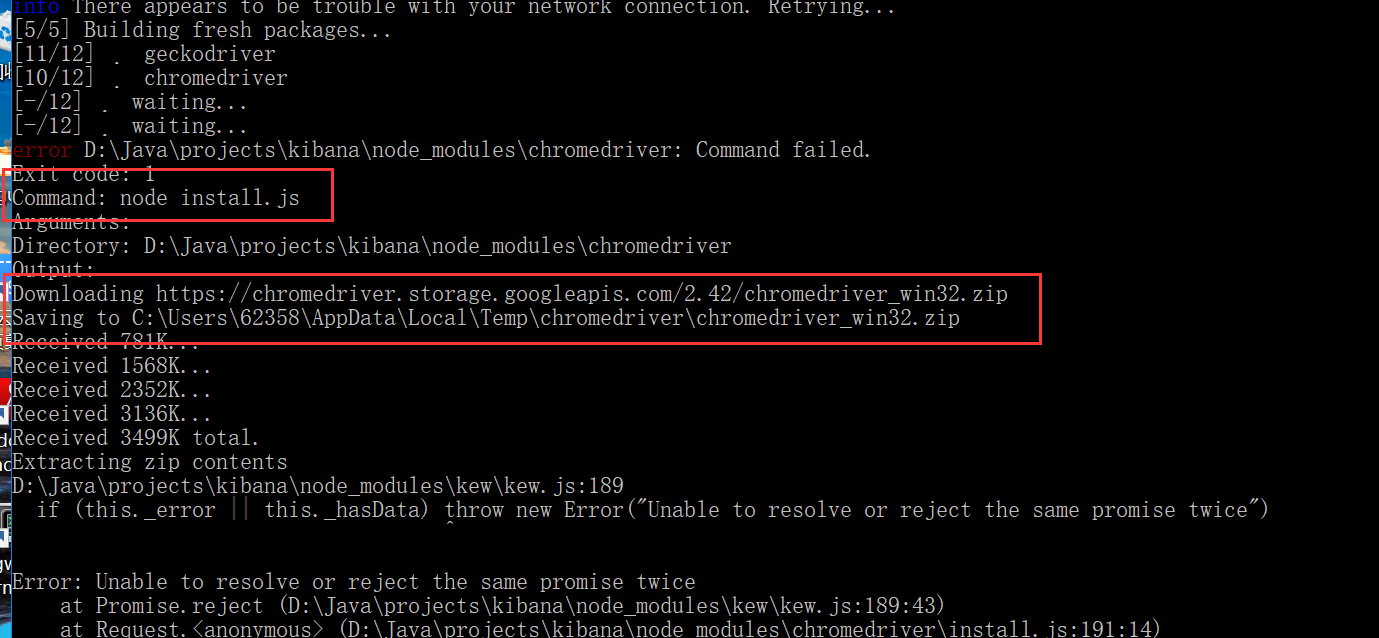 info There appears to be trouble with your network connection. Retrying...
[5/5] Building fresh packages...
[11/12] . geckodriver
[10/12] . chromedriver
[-/12] . waiting...
[-/12] . waiting...
error D:\Java\projects\kibana\node_modules\chromedriver: Command failed.
Exit code: 1
Command: node install.js
Arguments:
Directory: D:\Java\projects\kibana\node_modules\chromedriver
Output:
Downloading https://chromedriver.storage.googleapis.com/2.42/chromedriver_win32.zip
Saving to C:\Users\62358\AppData\Local\Temp\chromedriver\chromedriver_win32.zip
Received 781K...
Received 1568K...
Received 2352K...
Received 3136K...
Received 3499K total.
Extracting zip contents
D:\Java\projects\kibana\node_modules\kew\kew.js:189
if (this._error || this._hasData) throw new Error("Unable to resolve or reject the same promise twice")
^
Error: Unable to resolve or reject the same promise twice
at Promise.reject (D:\Java\projects\kibana\node_modules\kew\kew.js:189:43)
at Request.<anonymous> (D:\Java\projects\kibana\node_modules\chromedriver\install.js:191:14)